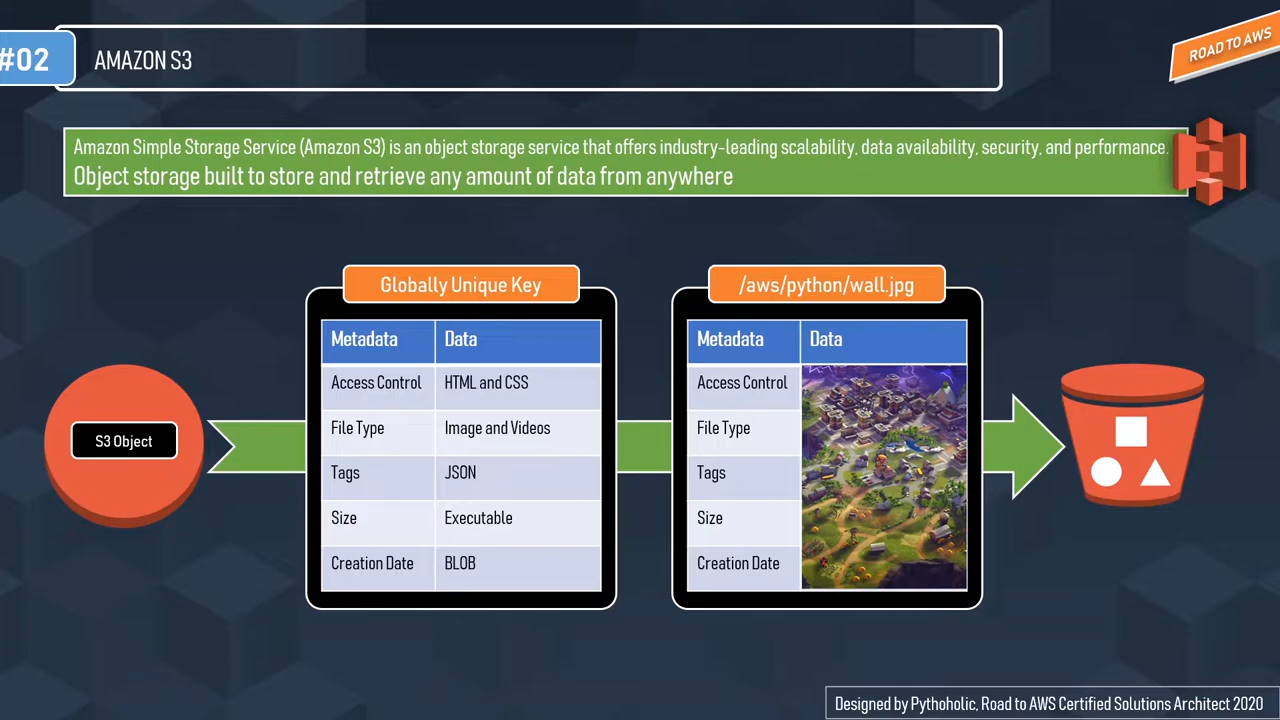 #02
AMAZON S3
ROAD TO AWS
Amazon Simple Storage Service (Amazon S3) is an object storage service that offers industry-leading scalability, data availability, security, and performance.
Object storage built to store and retrieve any amount of data from anywhere
S3 Object
Globally Unique Key
Metadata Data
Access Control HTML and CSS
File Type Image and Videos
Tags JSON
Size Executable
Creation Date BLOB
/aws/python/wall.jpg
Metadata Data
Access Control
File Type
Tags
Size
Creation Date
Designed by Pythoholic, Road to AWS Certified Solutions Architect 2020